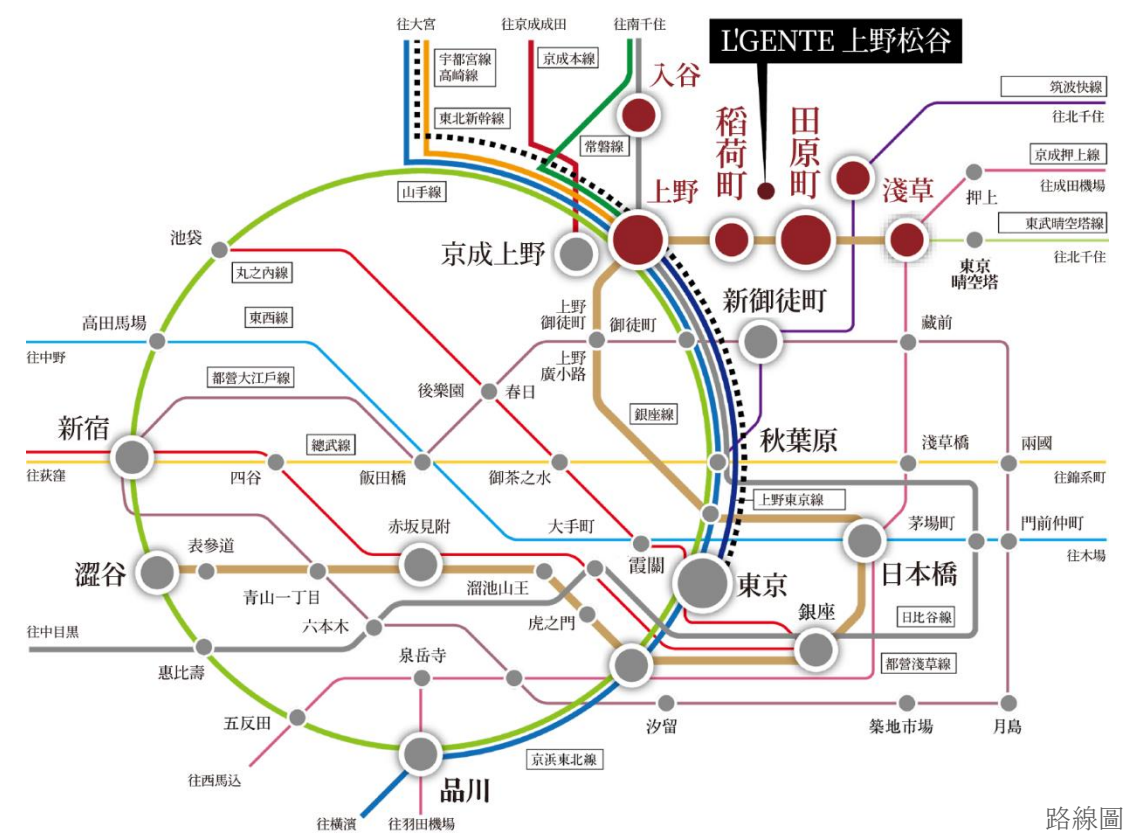 往大宮
往京成成田
往南千住
L'GENTE 上野松谷
宇都宮線
高崎線
京成本線
入谷
東北新幹線
常磐線
稻荷町
田原町
筑波快線
往北千住
京成押上線
往成田機場
押上
山手線
上野
淺草
東武晴空塔線
往北千住
東京
晴空塔
京成上野
池袋
丸之內線
東西線
高田馬場
往中野
都營大江戶線
上野
御徒町
御徒町
新御徒町
藏前
上野
廣小路
後樂園
春日
銀座線
新宿
總武線
秋葉原
淺草橋
兩國
往荻窪
四谷
飯田橋
御茶之水
往錦系町
上野東京線
赤坂見附
大手町
茅場町
門前仲町
往木場
表參道
澀谷
霞關
東京
日本橋
青山一丁目
溜池山王
六本木
虎之門
銀座
日比谷線
往中目黒
惠比壽
泉岳寺
都營淺草線
五反田
汐留
築地市場
月島
往西馬込
品川
京浜東北線
往橫濱
往羽田機場
路線圖